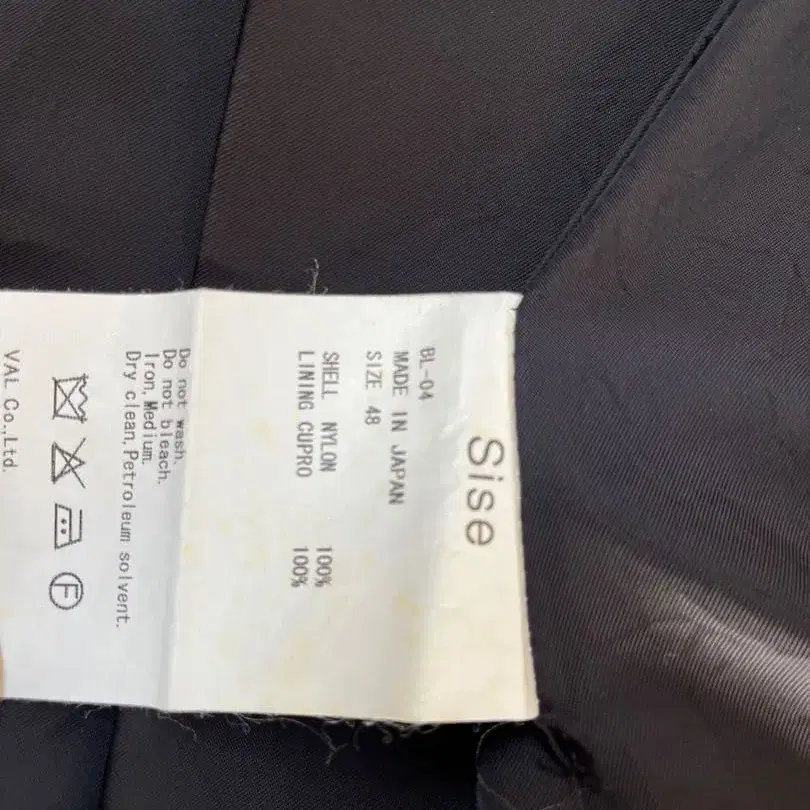 Sise
BL-04
MADE IN JAPAN
SIZE 48
SHELL NYLON 100%
LINING CUPRO 100%
Do not wash.
Do not bleach.
Iron, Medium.
Dry clean, Petroleum solvent.
F
VAL Co.,Ltd.